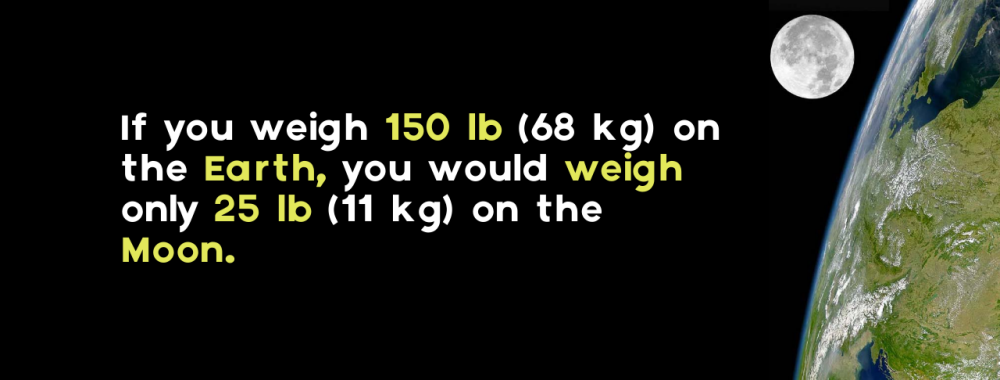 If you weigh 150 lb (68 kg) on
the Earth, you would weigh
only 25 lb (11 kg) on the
Moon.